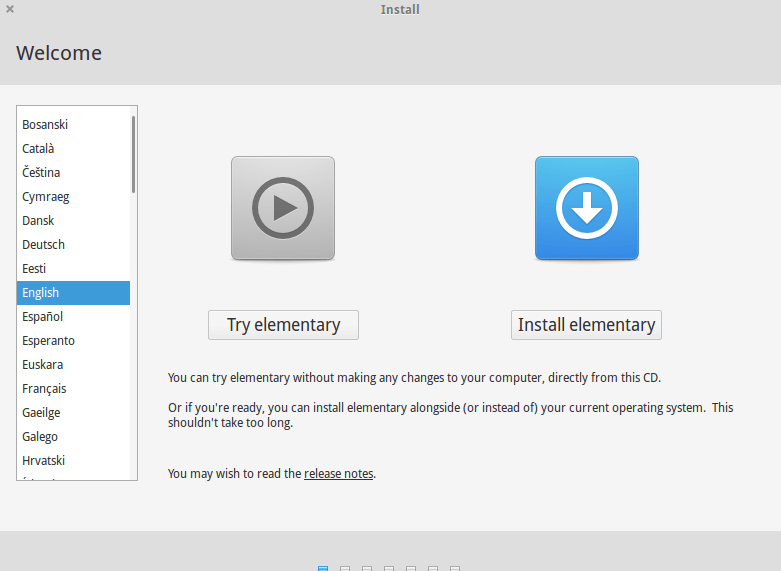 Install
Welcome
Bosanski
Català
Čeština
Cymraeg
Dansk
Deutsch
Eesti
English
Español
Esperanto
Euskara
Français
Gaeilge
Galego
Hrvatski
Try elementary
Install elementary
You can try elementary without making any changes to your computer, directly from this CD.
Or if you're ready, you can install elementary alongside (or instead of) your current operating system. This
shouldn't take too long.
You may wish to read the release notes.